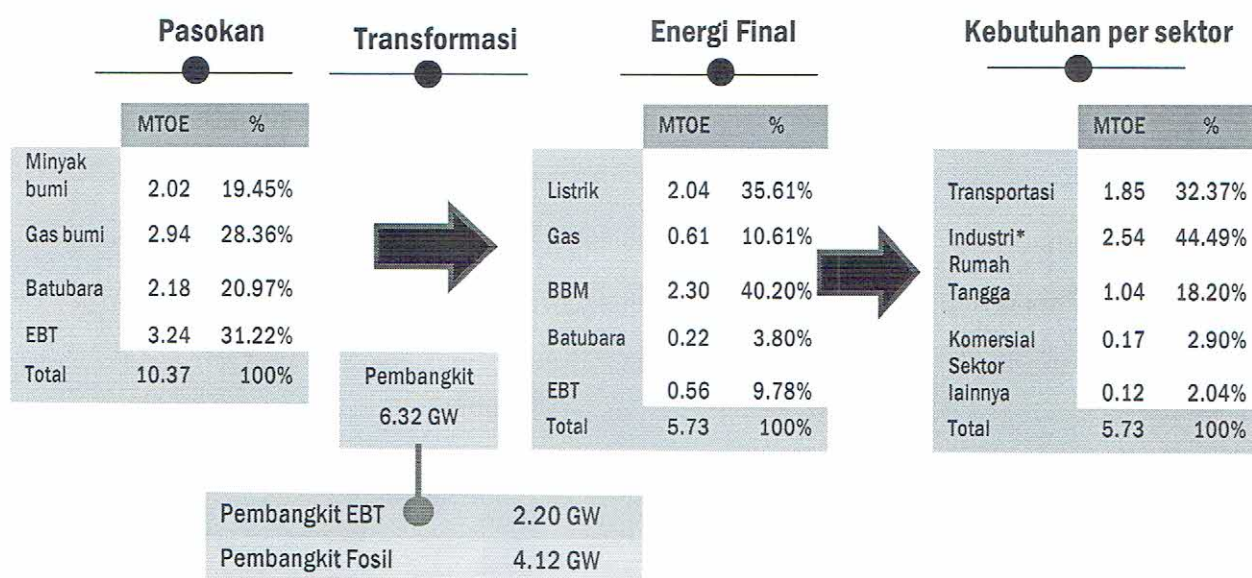 Pasokan
MTOE %
Minyak
bumi 2.02 19.45%
Gas bumi 2.94 28.36%
Batubara 2.18 20.97%
EBT 3.24 31.22%
Total 10.37 100%
Transformasi
Pembangkit
6.32 GW
Pembangkit EBT 2.20 GW
Pembangkit Fosil 4.12 GW
Energi Final
MTOE %
Listrik 2.04 35.61%
Gas 0.61 10.61%
BBM 2.30 40.20%
Batubara 0.22 3.80%
EBT 0.56 9.78%
Total 5.73 100%
Kebutuhan per sektor
MTOE %
Transportasi 1.85 32.37%
Industri* 2.54 44.49%
Rumah
Tangga 1.04 18.20%
Komersial 0.17 2.90%
Sektor
lainnya 0.12 2.04%
Total 5.73 100%